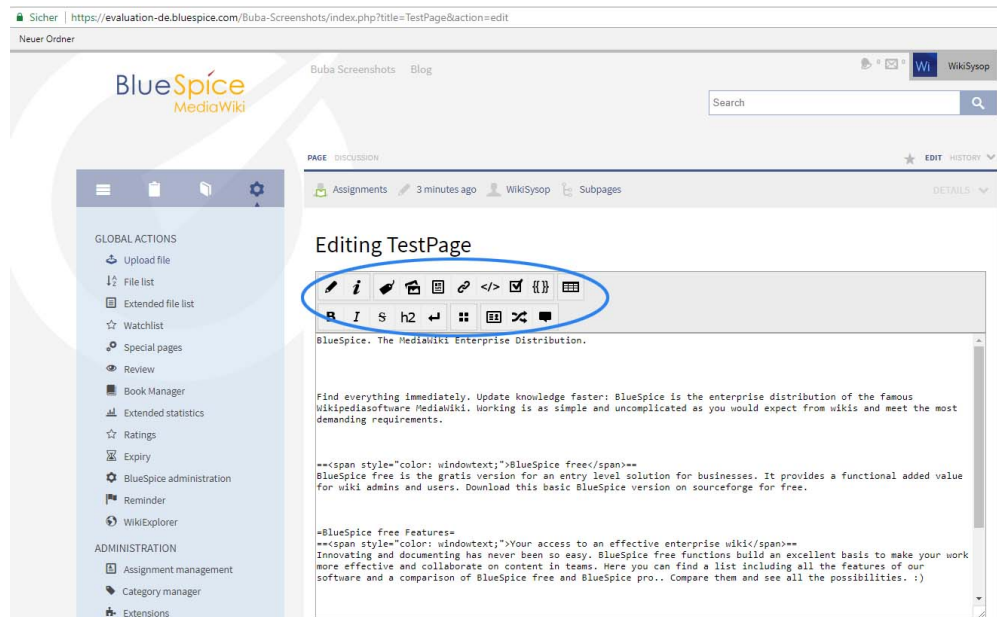 Sicher | https://evaluation-de.bluespice.com/Buba-Screenshots/index.php?title=TestPage&action=edit
Neuer Ordner
BlueSpice
MediaWiki
Buba Screenshots Blog
Wi WikiSysop
Search
PAGE DISCUSSION
EDIT HISTORY
Assignments 3 minutes ago WikiSysop Subpages
DETAILS
GLOBAL ACTIONS
Upload file
File list
Extended file list
Watchlist
Special pages
Review
Book Manager
Extended statistics
Ratings
Expiry
BlueSpice administration
Reminder
WikiExplorer
ADMINISTRATION
Assignment management
Category manager
Extensions
Editing TestPage
i </> {{}}
B I S h2
BlueSpice. The MediaWiki Enterprise Distribution.
Find everything immediately. Update knowledge faster: BlueSpice is the enterprise distribution of the famous
Wikipediasoftware MediaWiki. Working is as simple and uncomplicated as you would expect from wikis and meet the most
demanding requirements.
==<span style="color: windowtext;">BlueSpice free</span>==
BlueSpice free is the gratis version for an entry level solution for businesses. It provides a functional added value
for wiki admins and users. Download this basic BlueSpice version on sourceforge for free.
=BlueSpice free Features=
==<span style="color: windowtext;">Your access to an effective enterprise wiki</span>==
Innovating and documenting has never been so easy. BlueSpice free functions build an excellent basis to make your work
more effective and collaborate on content in teams. Here you can find a list including all the features of our
software and a comparison of BlueSpice free and BlueSpice pro.. Compare them and see all the possibilities. :)